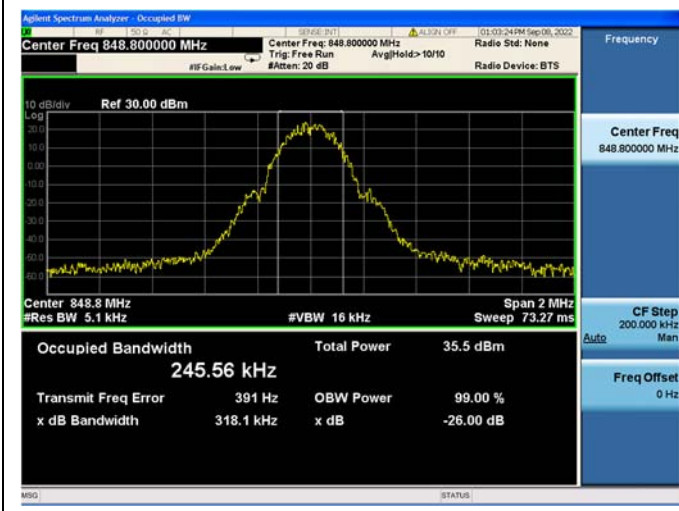 Agilent Spectrum Analyzer - Occupied BW
RF 50 Ω AC SENSE:INT ALIGN OFF 01:03:24 PM Sep 08, 2022
Center Freq 848.800000 MHz
Center Freq: 848.800000 MHz
Radio Std: None
Trig: Free Run Avg|Hold:> 10/10
#IFGain:Low #Atten: 20 dB Radio Device: BTS
10 dB/div Ref 30.00 dBm
Log
20.0
10.0
0.00
-10.0
-20.0
-30.0
-40.0
-50.0
-60.0
Center 848.8 MHz Span 2 MHz
#Res BW 5.1 kHz #VBW 16 kHz Sweep 73.27 ms
Occupied Bandwidth Total Power 35.5 dBm
245.56 kHz
Transmit Freq Error 391 Hz OBW Power 99.00 %
x dB Bandwidth 318.1 kHz x dB -26.00 dB
MSG STATUS
Frequency
Center Freq
848.800000 MHz
CF Step
200.000 kHz
Auto Man
Freq Offset
0 Hz